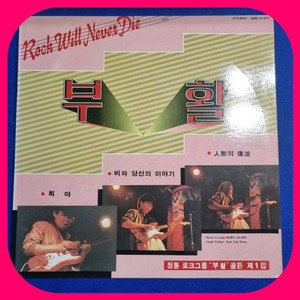 Rock Will Never Die
STEREO
부 활
• 人形의 復活
• 비와 당신의 이야기
• 희 야
정통 로크그룹 "부활" 골든 제1집